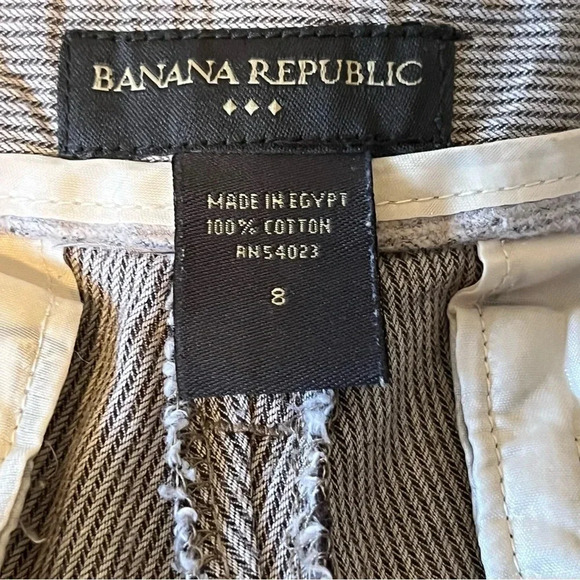 BANANA REPUBLIC
MADE IN EGYPT
100% COTTON
RN54023
8